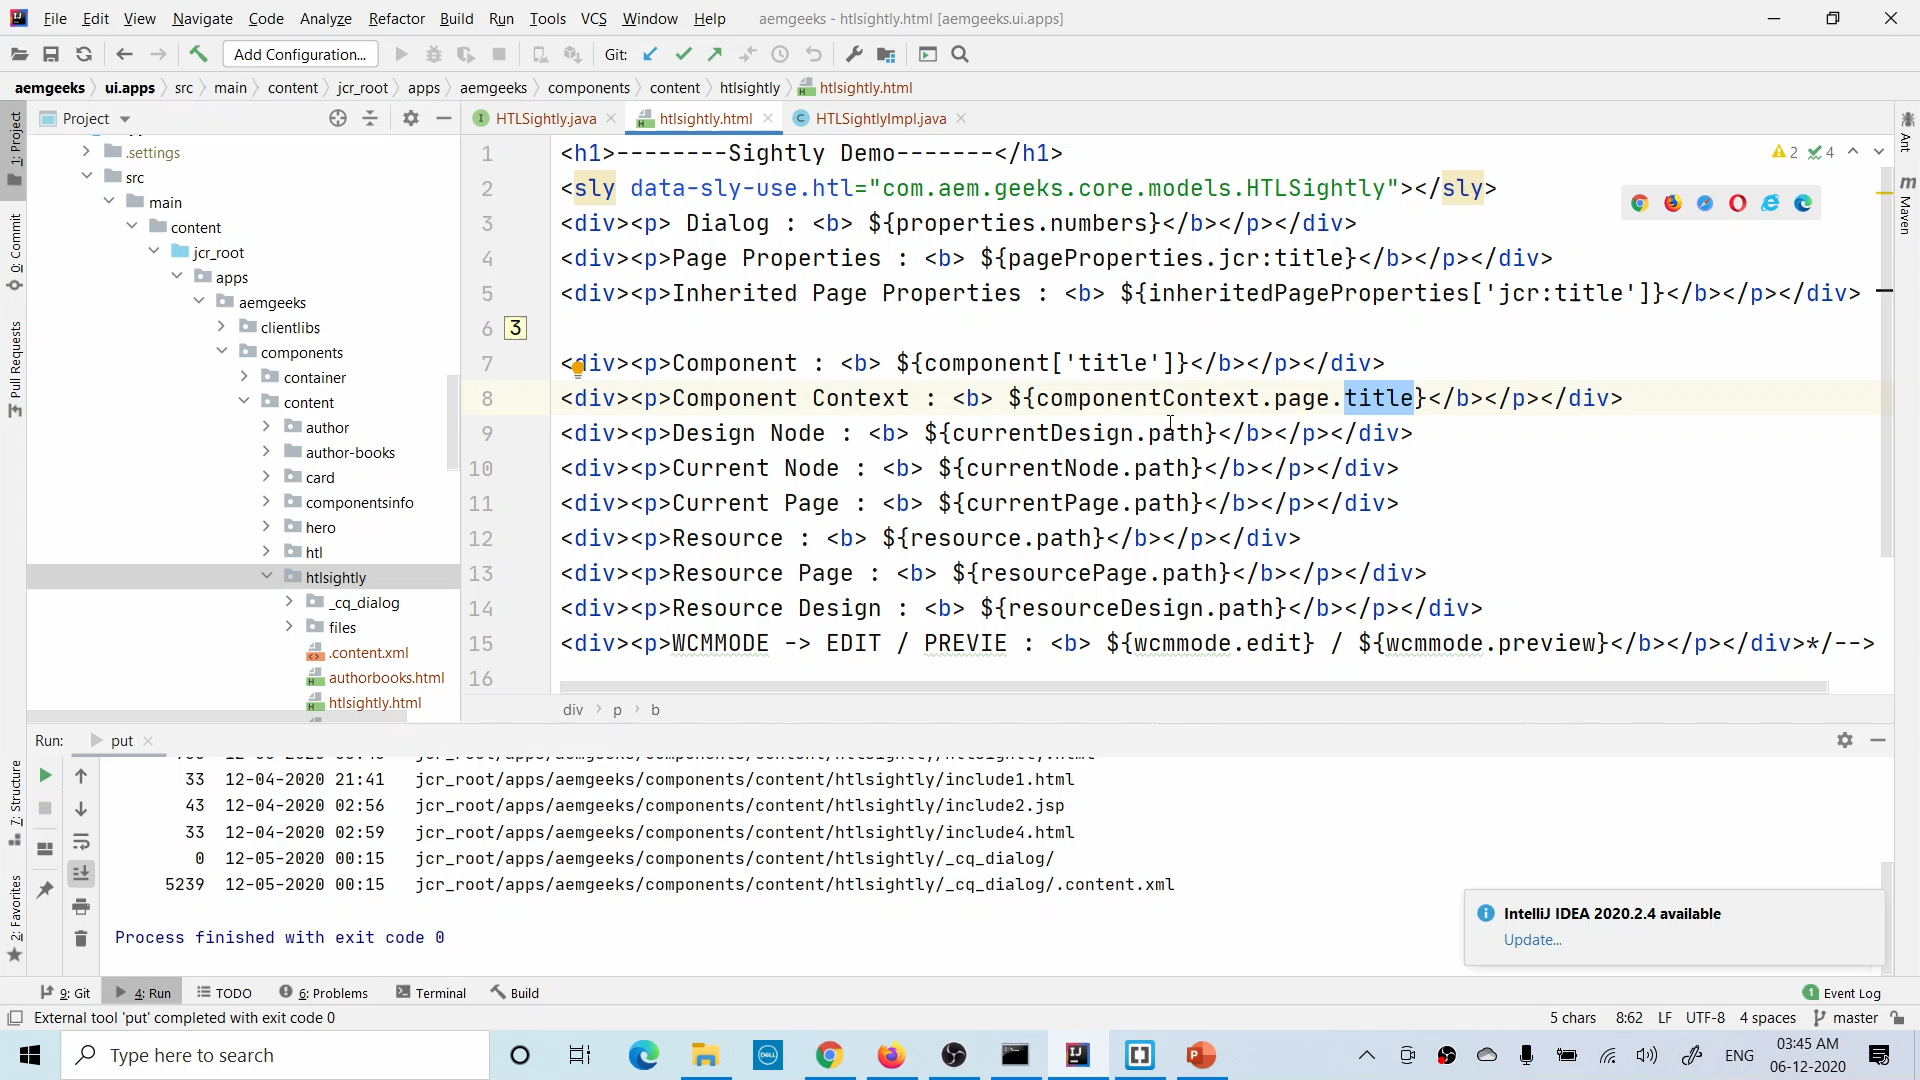 File Edit View Navigate Code Analyze Refactor Build Run Tools VCS Window Help aemgeeks - htlsightly.html [aemgeeks.ui.apps]
Add Configuration... Git:
aemgeeks ui.apps src main content jcr_root apps aemgeeks components content htlsightly htlsightly.html
Project HTLSightly.java htlsightly.html HTLSightlyImpl.java
1: Project
0: Commit
Pull Requests
7: Structure
2: Favorites
Ant
Maven
.settings
src
main
content
jcr_root
apps
aemgeeks
clientlibs
components
container
content
author
author-books
card
componentsinfo
hero
htl
htlsightly
_cq_dialog
files
.content.xml
authorbooks.html
htlsightly.html
2 4
1 <h1>--------Sightly Demo-------</h1>
2 <sly data-sly-use.htl="com.aem.geeks.core.models.HTLSightly"></sly>
3 <div><p> Dialog : <b> ${properties.numbers}</b></p></div>
4 <div><p>Page Properties : <b> ${pageProperties.jcr:title}</b></p></div>
5 <div><p>Inherited Page Properties : <b> ${inheritedPageProperties['jcr:title']}</b></p></div>
6 3
7 <div><p>Component : <b> ${component['title']}</b></p></div>
8 <div><p>Component Context : <b> ${componentContext.page.title}</b></p></div>
9 <div><p>Design Node : <b> ${currentDesign.path}</b></p></div>
10 <div><p>Current Node : <b> ${currentNode.path}</b></p></div>
11 <div><p>Current Page : <b> ${currentPage.path}</b></p></div>
12 <div><p>Resource : <b> ${resource.path}</b></p></div>
13 <div><p>Resource Page : <b> ${resourcePage.path}</b></p></div>
14 <div><p>Resource Design : <b> ${resourceDesign.path}</b></p></div>
15 <div><p>WCMMODE -> EDIT / PREVIE : <b> ${wcmmode.edit} / ${wcmmode.preview}</b></p></div>*/-->
16
div p b
Run: put
33 12-04-2020 21:41 jcr_root/apps/aemgeeks/components/content/htlsightly/include1.html
43 12-04-2020 02:56 jcr_root/apps/aemgeeks/components/content/htlsightly/include2.jsp
33 12-04-2020 02:59 jcr_root/apps/aemgeeks/components/content/htlsightly/include4.html
0 12-05-2020 00:15 jcr_root/apps/aemgeeks/components/content/htlsightly/_cq_dialog/
5239 12-05-2020 00:15 jcr_root/apps/aemgeeks/components/content/htlsightly/_cq_dialog/.content.xml
Process finished with exit code 0
IntelliJ IDEA 2020.2.4 available
Update...
9: Git 4: Run TODO 6: Problems Terminal Build 1 Event Log
External tool 'put' completed with exit code 0 5 chars 8:62 LF UTF-8 4 spaces master
Type here to search ENG 03:45 AM
06-12-2020